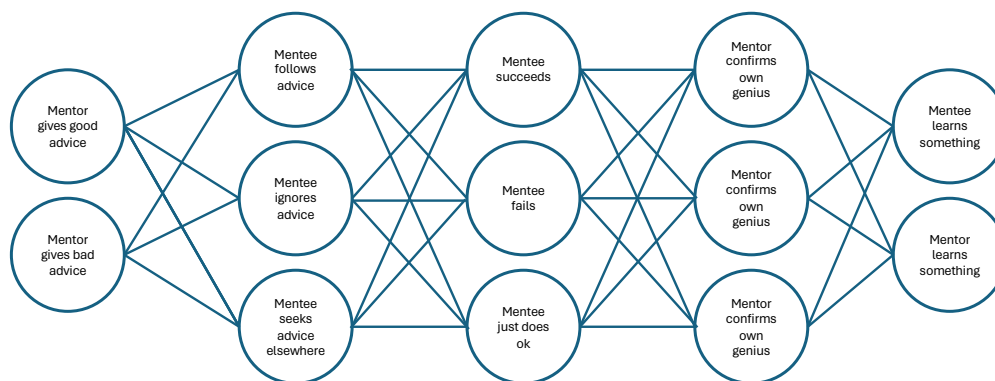 Mentor
gives good
advice
Mentor
gives bad
advice
Mentee
follows
advice
Mentee
ignores
advice
Mentee
seeks
advice
elsewhere
Mentee
succeeds
Mentee
fails
Mentee
just does
ok
Mentor
confirms
own
genius
Mentor
confirms
own
genius
Mentor
confirms
own
genius
Mentee
learns
something
Mentor
learns
something